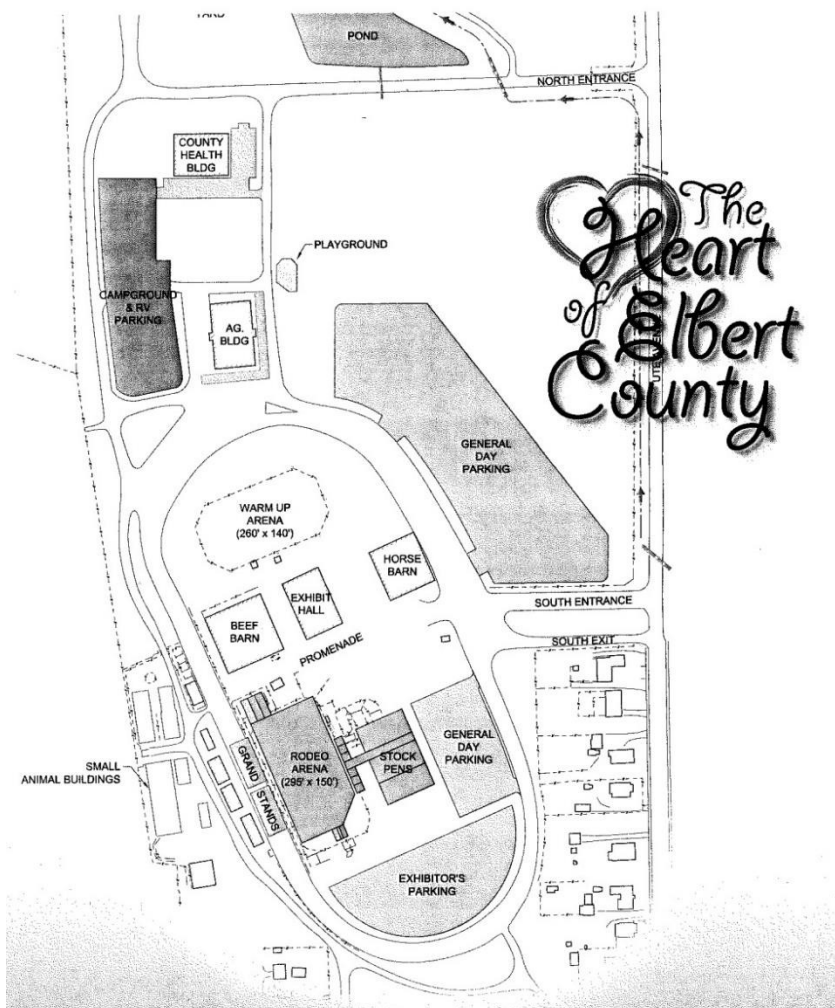 YARD
POND
NORTH ENTRANCE
COUNTY
HEALTH
BLDG
The
Heart
of Elbert
County
PLAYGROUND
CAMPGROUND
& RV
PARKING
AG.
BLDG
GENERAL
DAY
PARKING
WARM UP
ARENA
(260' x 140')
HORSE
BARN
EXHIBIT
HALL
BEEF
BARN
SOUTH ENTRANCE
SOUTH EXIT
PROMENADE
SMALL
ANIMAL BUILDINGS
GRAND
STANDS
RODEO
ARENA
(295' x 150')
STOCK
PENS
GENERAL
DAY
PARKING
EXHIBITOR'S
PARKING